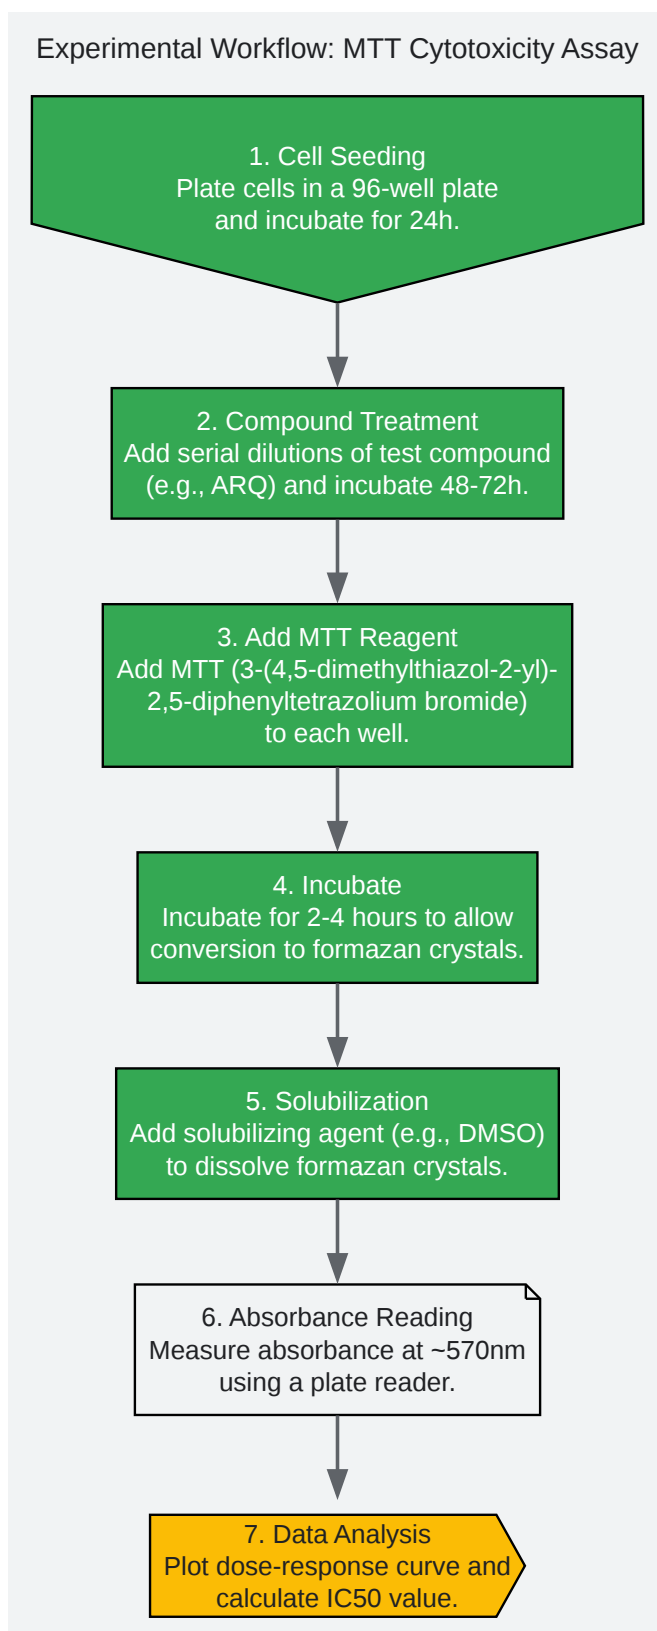 Experimental Workflow: MTT Cytotoxicity Assay
1. Cell Seeding
Plate cells in a 96-well plate
and incubate for 24h.
2. Compound Treatment
Add serial dilutions of test compound
(e.g., ARQ) and incubate 48-72h.
3. Add MTT Reagent
Add MTT (3-(4,5-dimethylthiazol-2-yl)-
2,5-diphenyltetrazolium bromide)
to each well.
4. Incubate
Incubate for 2-4 hours to allow
conversion to formazan crystals.
5. Solubilization
Add solubilizing agent (e.g., DMSO)
to dissolve formazan crystals.
6. Absorbance Reading
Measure absorbance at ~570nm
using a plate reader.
7. Data Analysis
Plot dose-response curve and
calculate IC50 value.